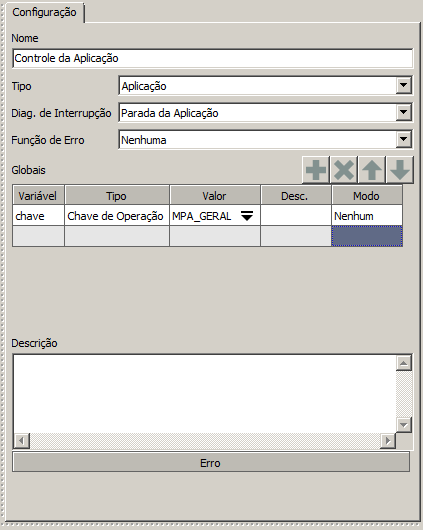 Configuração
Nome
Controle da Aplicação
Tipo Aplicação
Diag. de Interrupção Parada da Aplicação
Função de Erro Nenhuma
Globais
Variável Tipo Valor Desc. Modo
chave Chave de Operação MPA_GERAL Nenhum
Descrição
Erro